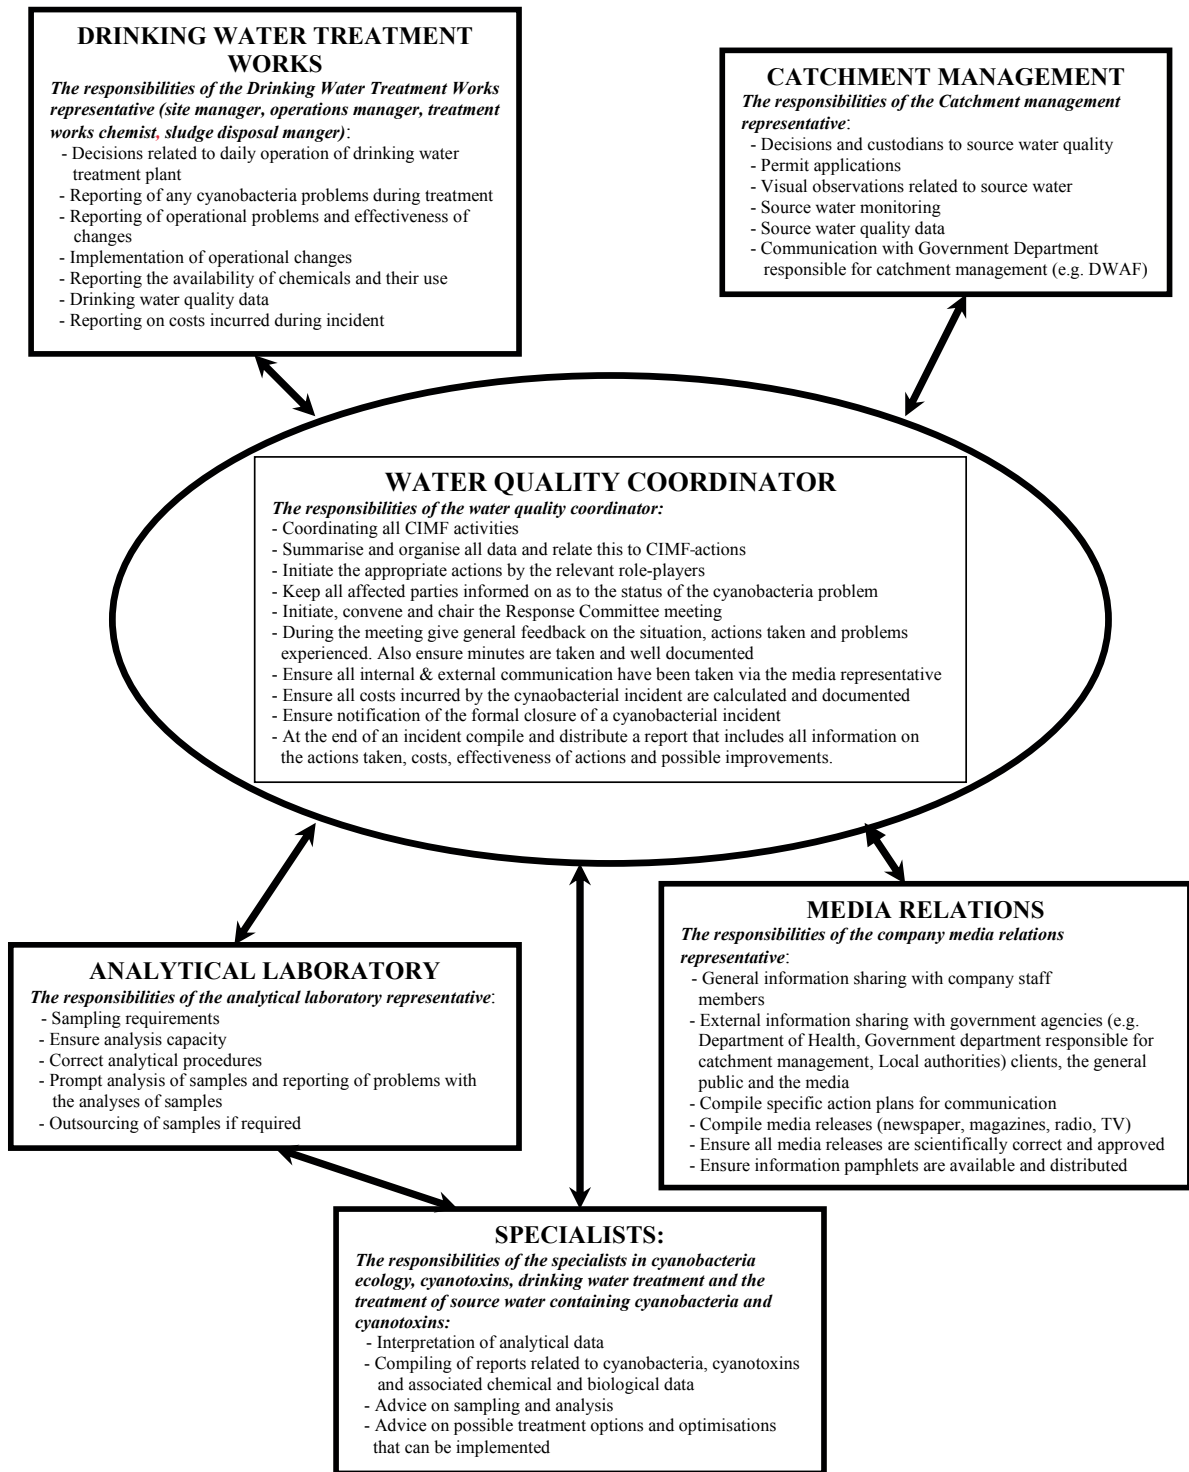 DRINKING WATER TREATMENT
WORKS
The responsibilities of the Drinking Water Treatment Works
representative (site manager, operations manager, treatment
works chemist, sludge disposal manger):
- Decisions related to daily operation of drinking water
treatment plant
- Reporting of any cyanobacteria problems during treatment
- Reporting of operational problems and effectiveness of
changes
- Implementation of operational changes
- Reporting the availability of chemicals and their use
- Drinking water quality data
- Reporting on costs incurred during incident
CATCHMENT MANAGEMENT
The responsibilities of the Catchment management
representative:
- Decisions and custodians to source water quality
- Permit applications
- Visual observations related to source water
- Source water monitoring
- Source water quality data
- Communication with Government Department
responsible for catchment management (e.g. DWAF)
WATER QUALITY COORDINATOR
The responsibilities of the water quality coordinator:
- Coordinating all CIMF activities
- Summarise and organise all data and relate this to CIMF-actions
- Initiate the appropriate actions by the relevant role-players
- Keep all affected parties informed on as to the status of the cyanobacteria problem
- Initiate, convene and chair the Response Committee meeting
- During the meeting give general feedback on the situation, actions taken and problems
experienced. Also ensure minutes are taken and well documented
- Ensure all internal & external communication have been taken via the media representative
- Ensure all costs incurred by the cynaobacterial incident are calculated and documented
- Ensure notification of the formal closure of a cyanobacterial incident
- At the end of an incident compile and distribute a report that includes all information on
the actions taken, costs, effectiveness of actions and possible improvements.
MEDIA RELATIONS
The responsibilities of the company media relations
representative:
- General information sharing with company staff
members
- External information sharing with government agencies (e.g.
Department of Health, Government department responsible for
catchment management, Local authorities) clients, the general
public and the media
- Compile specific action plans for communication
- Compile media releases (newspaper, magazines, radio, TV)
- Ensure all media releases are scientifically correct and approved
- Ensure information pamphlets are available and distributed
ANALYTICAL LABORATORY
The responsibilities of the analytical laboratory representative:
- Sampling requirements
- Ensure analysis capacity
- Correct analytical procedures
- Prompt analysis of samples and reporting of problems with
the analyses of samples
- Outsourcing of samples if required
SPECIALISTS:
The responsibilities of the specialists in cyanobacteria
ecology, cyanotoxins, drinking water treatment and the
treatment of source water containing cyanobacteria and
cyanotoxins:
- Interpretation of analytical data
- Compiling of reports related to cyanobacteria, cyanotoxins
and associated chemical and biological data
- Advice on sampling and analysis
- Advice on possible treatment options and optimisations
that can be implemented